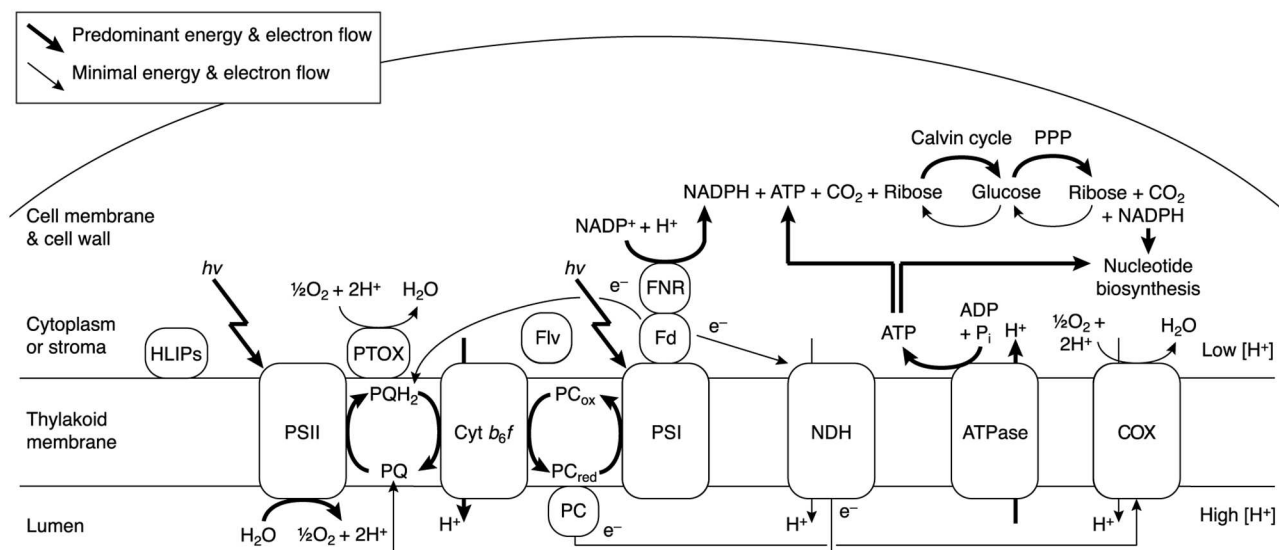 Predominant energy & electron flow
Minimal energy & electron flow
Calvin cycle PPP
NADPH + ATP + CO₂ + Ribose Glucose Ribose + CO₂
+ NADPH
Cell membrane
& cell wall
NADP⁺ + H⁺
hv hv
Nucleotide
biosynthesis
½O₂ + 2H⁺ H₂O
e⁻ FNR
Cytoplasm
or stroma
HLIPs PTOX Flv Fd e⁻
ATP ADP
+ Pᵢ H⁺
½O₂ +
2H⁺ H₂O
Low [H⁺]
Thylakoid
membrane
PSII
PQH₂
PQ
Cyt b₆f
PCox
PCred
PSI
NDH
ATPase
COX
Lumen
H₂O ½O₂ + 2H⁺
H⁺
PC
e⁻
H⁺ e⁻
H⁺
High [H⁺]